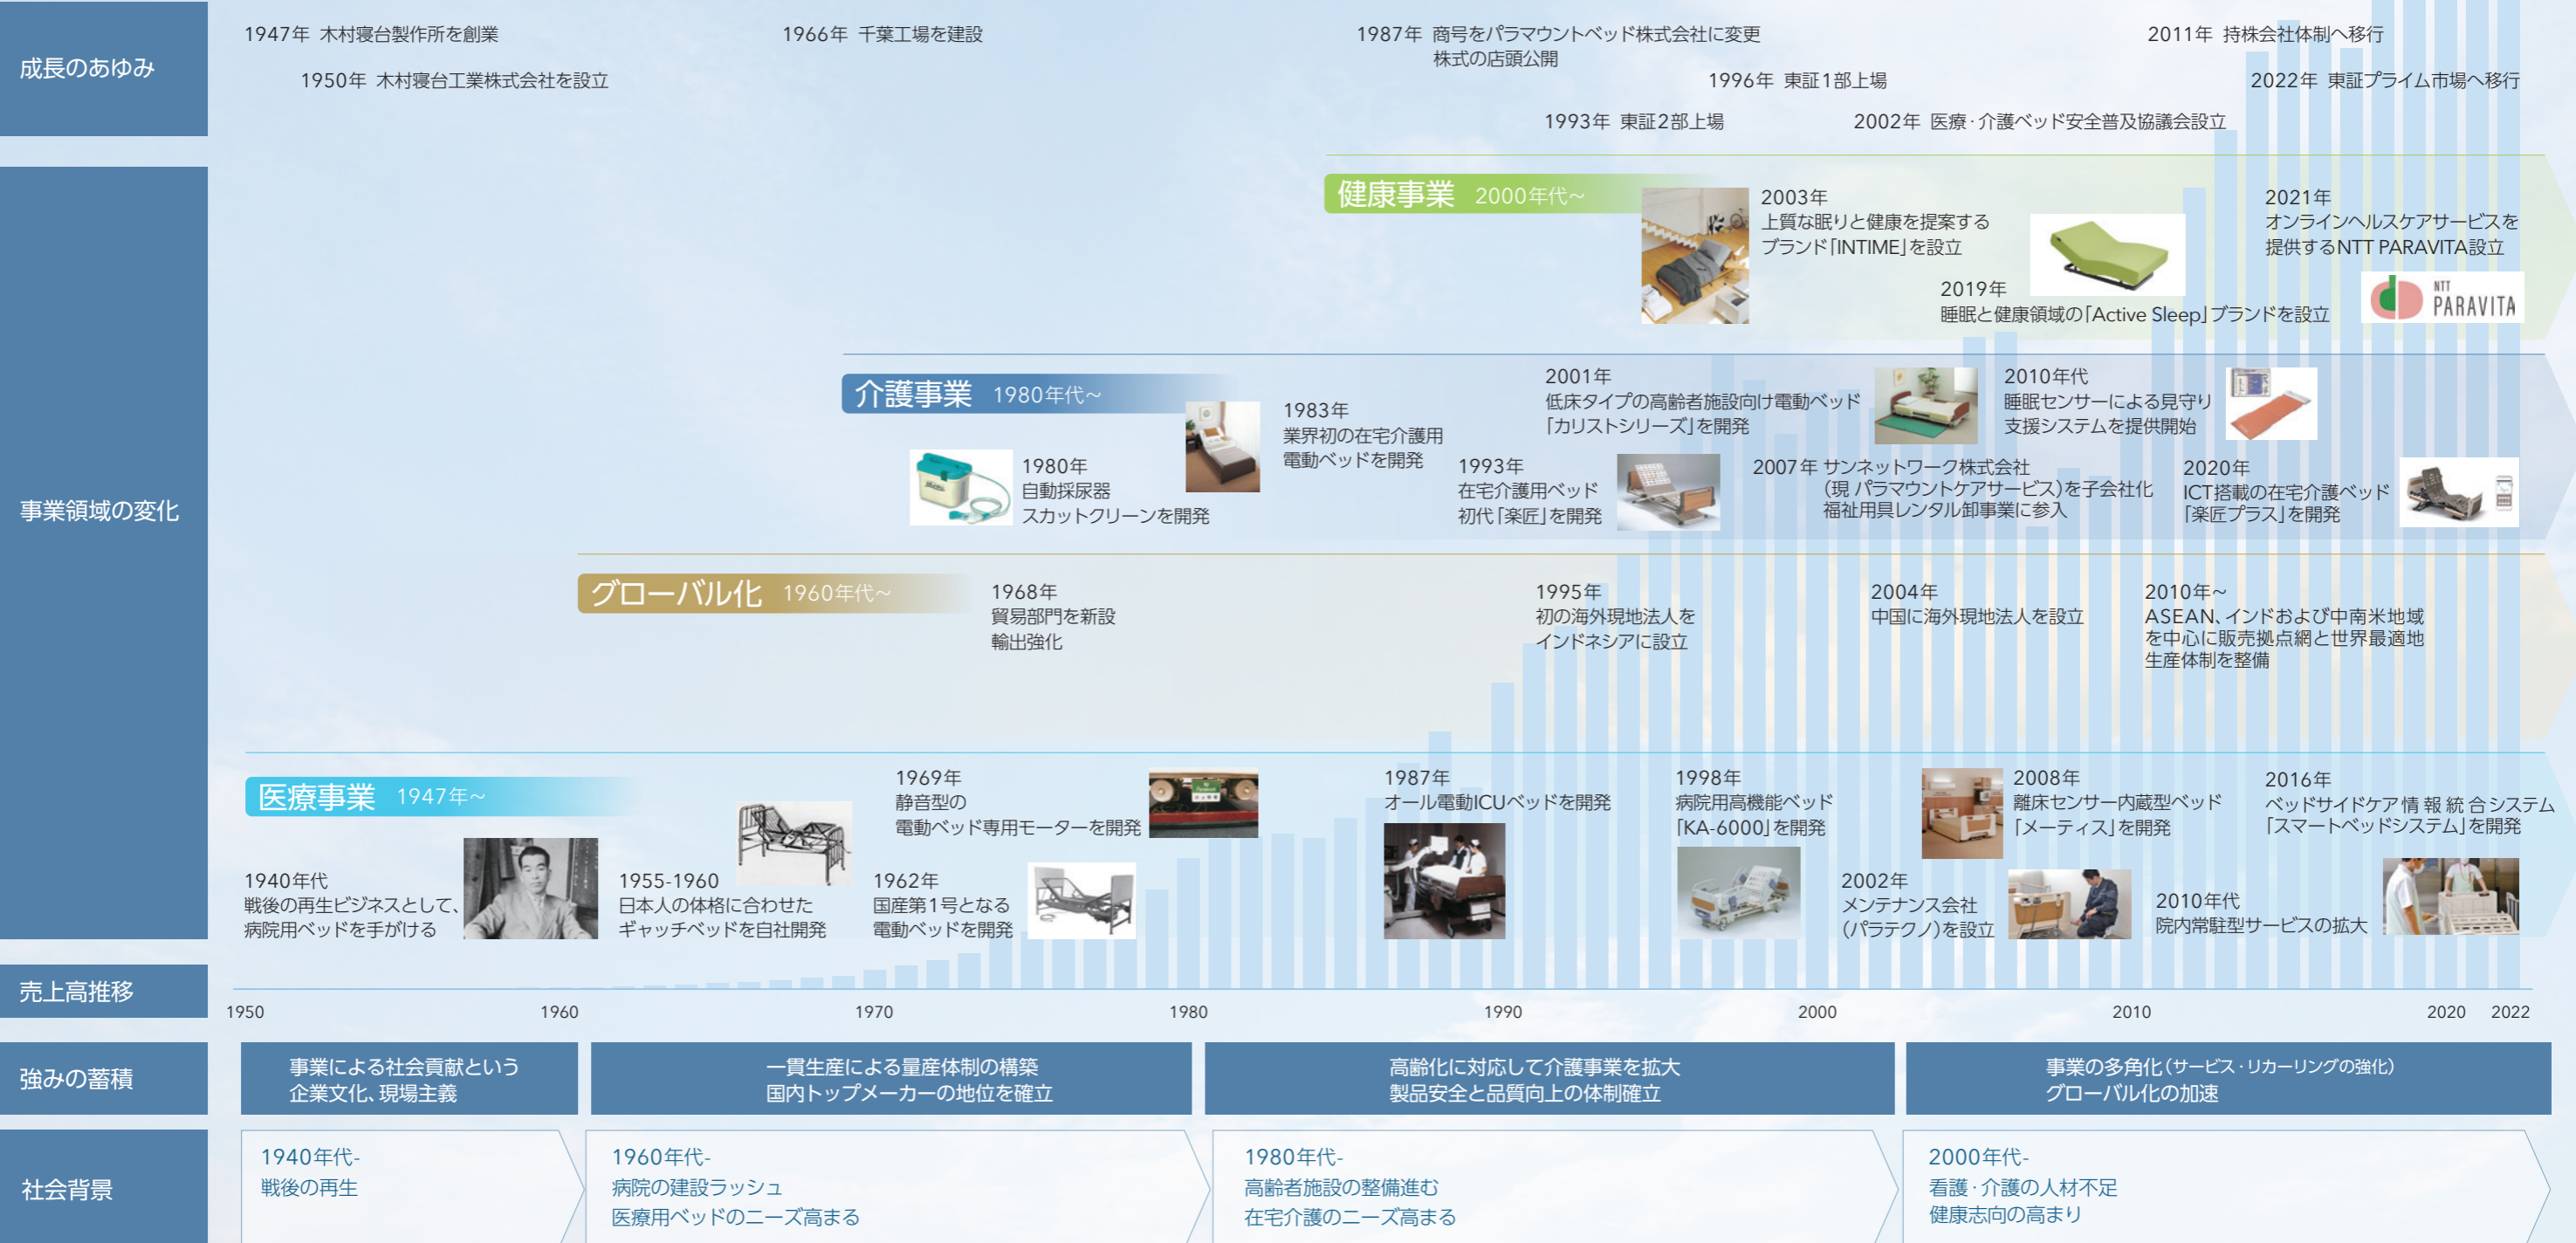 成長のあゆみ
1947年 木村寝台製作所を創業
1950年 木村寝台工業株式会社を設立
1966年 千葉工場を建設
1987年 商号をパラマウントベッド株式会社に変更
株式の店頭公開
1993年 東証2部上場
1996年 東証1部上場
2002年 医療・介護ベッド安全普及協議会設立
2011年 持株会社体制へ移行
2022年 東証プライム市場へ移行
事業領域の変化
健康事業 2000年代~
2003年
上質な眠りと健康を提案する
ブランド「INTIME」を設立
2019年
睡眠と健康領域の「Active Sleep」ブランドを設立
2021年
オンラインヘルスケアサービスを
提供するNTT PARAVITA設立
NTT
PARAVITA
介護事業 1980年代~
1980年
自動採尿器
スカットクリーンを開発
1983年
業界初の在宅介護用
電動ベッドを開発
1993年
在宅介護用ベッド
初代「楽匠」を開発
2001年
低床タイプの高齢者施設向け電動ベッド
「カリストシリーズ」を開発
2007年 サンネットワーク株式会社
(現 パラマウントケアサービス)を子会社化
福祉用具レンタル卸事業に参入
2010年代
睡眠センサーによる見守り
支援システムを提供開始
2020年
ICT搭載の在宅介護ベッド
「楽匠プラス」を開発
グローバル化 1960年代~
1968年
貿易部門を新設
輸出強化
1995年
初の海外現地法人を
インドネシアに設立
2004年
中国に海外現地法人を設立
2010年~
ASEAN、インドおよび中南米地域
を中心に販売拠点網と世界最適地
生産体制を整備
医療事業 1947年~
1940年代
戦後の再生ビジネスとして、
病院用ベッドを手がける
1955-1960
日本人の体格に合わせた
ギャッチベッドを自社開発
1969年
静音型の
電動ベッド専用モーターを開発
1962年
国産第1号となる
電動ベッドを開発
1987年
オール電動ICUベッドを開発
1998年
病院用高機能ベッド
「KA-6000」を開発
2002年
メンテナンス会社
(パラテクノ)を設立
2008年
離床センサー内蔵型ベッド
「メーティス」を開発
2010年代
院内常駐型サービスの拡大
2016年
ベッドサイドケア情報統合システム
「スマートベッドシステム」を開発
売上高推移
1950 1960 1970 1980 1990 2000 2010 2020 2022
強みの蓄積
事業による社会貢献という
企業文化、現場主義
一貫生産による量産体制の構築
国内トップメーカーの地位を確立
高齢化に対応して介護事業を拡大
製品安全と品質向上の体制確立
事業の多角化(サービス・リカーリングの強化)
グローバル化の加速
社会背景
1940年代-
戦後の再生
1960年代-
病院の建設ラッシュ
医療用ベッドのニーズ高まる
1980年代-
高齢者施設の整備進む
在宅介護のニーズ高まる
2000年代-
看護・介護の人材不足
健康志向の高まり